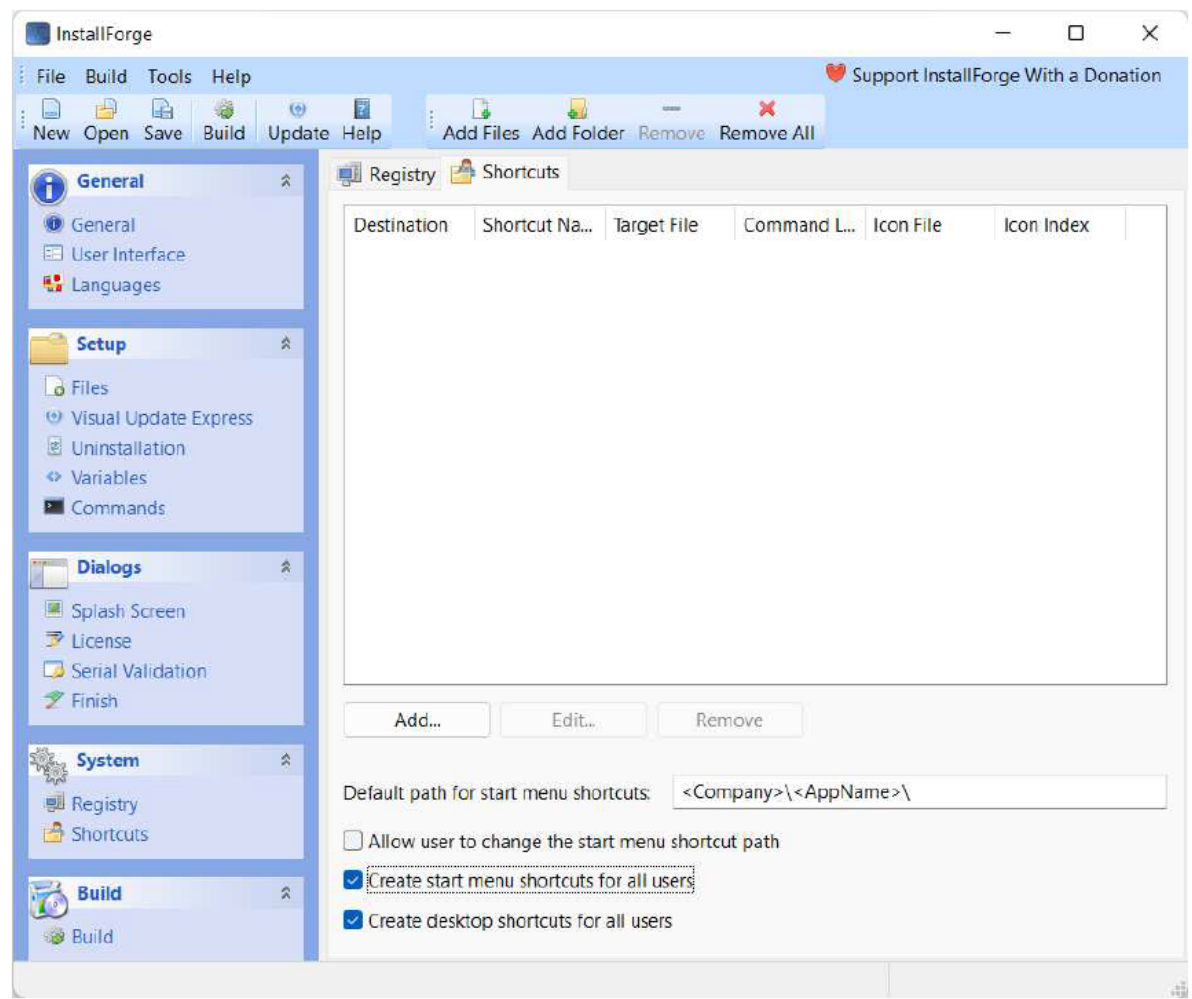 InstallForge
File Build Tools Help
Support InstallForge With a Donation
New Open Save Build Update Help Add Files Add Folder Remove Remove All
General
General
User Interface
Languages
Setup
Files
Visual Update Express
Uninstallation
Variables
Commands
Dialogs
Splash Screen
License
Serial Validation
Finish
System
Registry
Shortcuts
Build
Build
Registry Shortcuts
Destination Shortcut Na... Target File Command L... Icon File Icon Index
Add... Edit... Remove
Default path for start menu shortcuts: <Company>\<AppName>\
Allow user to change the start menu shortcut path
Create start menu shortcuts for all users
Create desktop shortcuts for all users